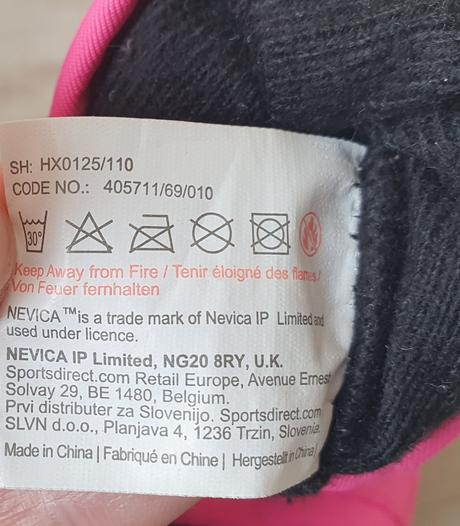 SH: HX0125/110
CODE NO.: 405711/69/010
30°
Keep Away from Fire / Tenir éloigné des flames /
Von Feuer fernhalten
NEVICA™ is a trade mark of Nevica IP Limited and
used under licence.
NEVICA IP Limited, NG20 8RY, U.K.
Sportsdirect.com Retail Europe, Avenue Ernest
Solvay 29, BE 1480, Belgium.
Prvi distributer za Slovenijo. Sportsdirect.com
SLVN d.o.o., Planjava 4, 1236 Trzin, Slovenia.
Made in China | Fabriqué en Chine | Hergestellt in China |